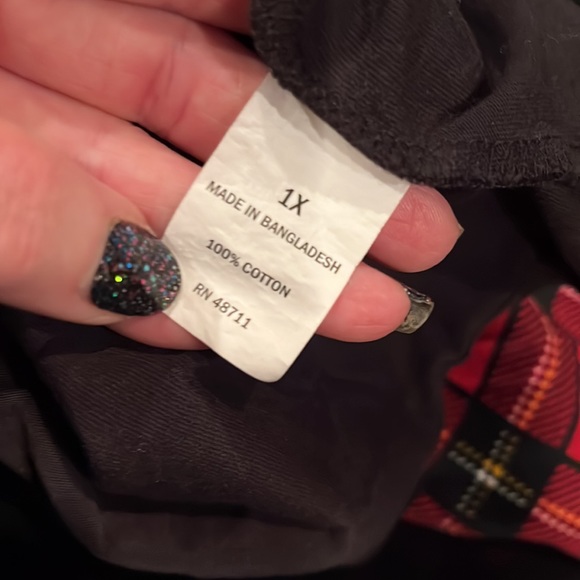 1X
MADE IN BANGLADESH
100% COTTON
RN 48711